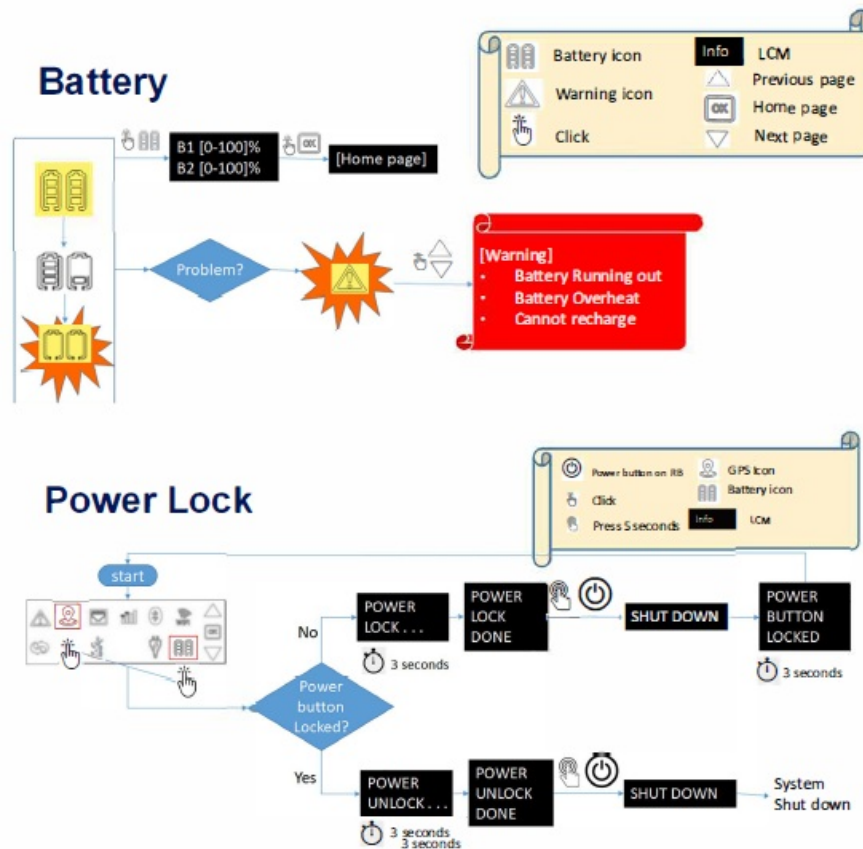 Battery
Battery icon
Info
LCM
Previous page
Warning icon
OK
Home page
Click
Next page
B1 [0-100]%
B2 [0-100]%
OK
[Home page]
Problem?
[Warning]
• Battery Running out
• Battery Overheat
• Cannot recharge
Power Lock
Power button on RB
GPS Icon
Click
Battery icon
Press 5 seconds
Info
LCM
start
OK
No
POWER
LOCK . . .
3 seconds
POWER
LOCK
DONE
SHUT DOWN
POWER
BUTTON
LOCKED
3 seconds
Power
button
Locked?
Yes
POWER
UNLOCK . . .
3 seconds
3 seconds
POWER
UNLOCK
DONE
SHUT DOWN
System
Shut down